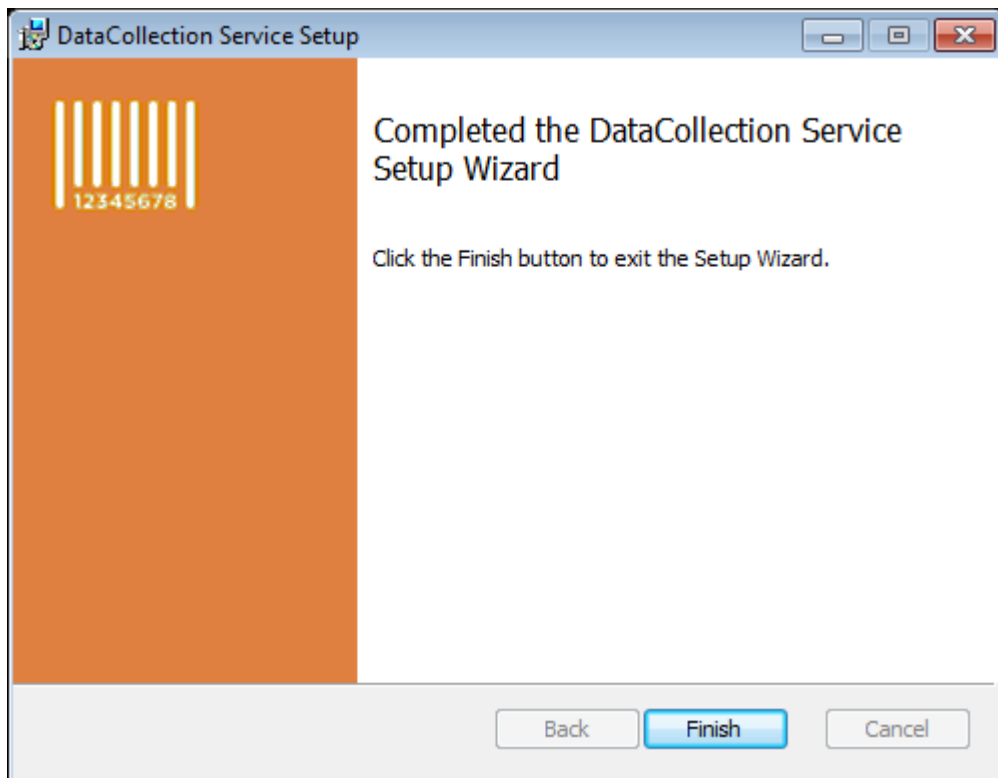 DataCollection Service Setup
12345678
Completed the DataCollection Service
Setup Wizard
Click the Finish button to exit the Setup Wizard.
Back
Finish
Cancel